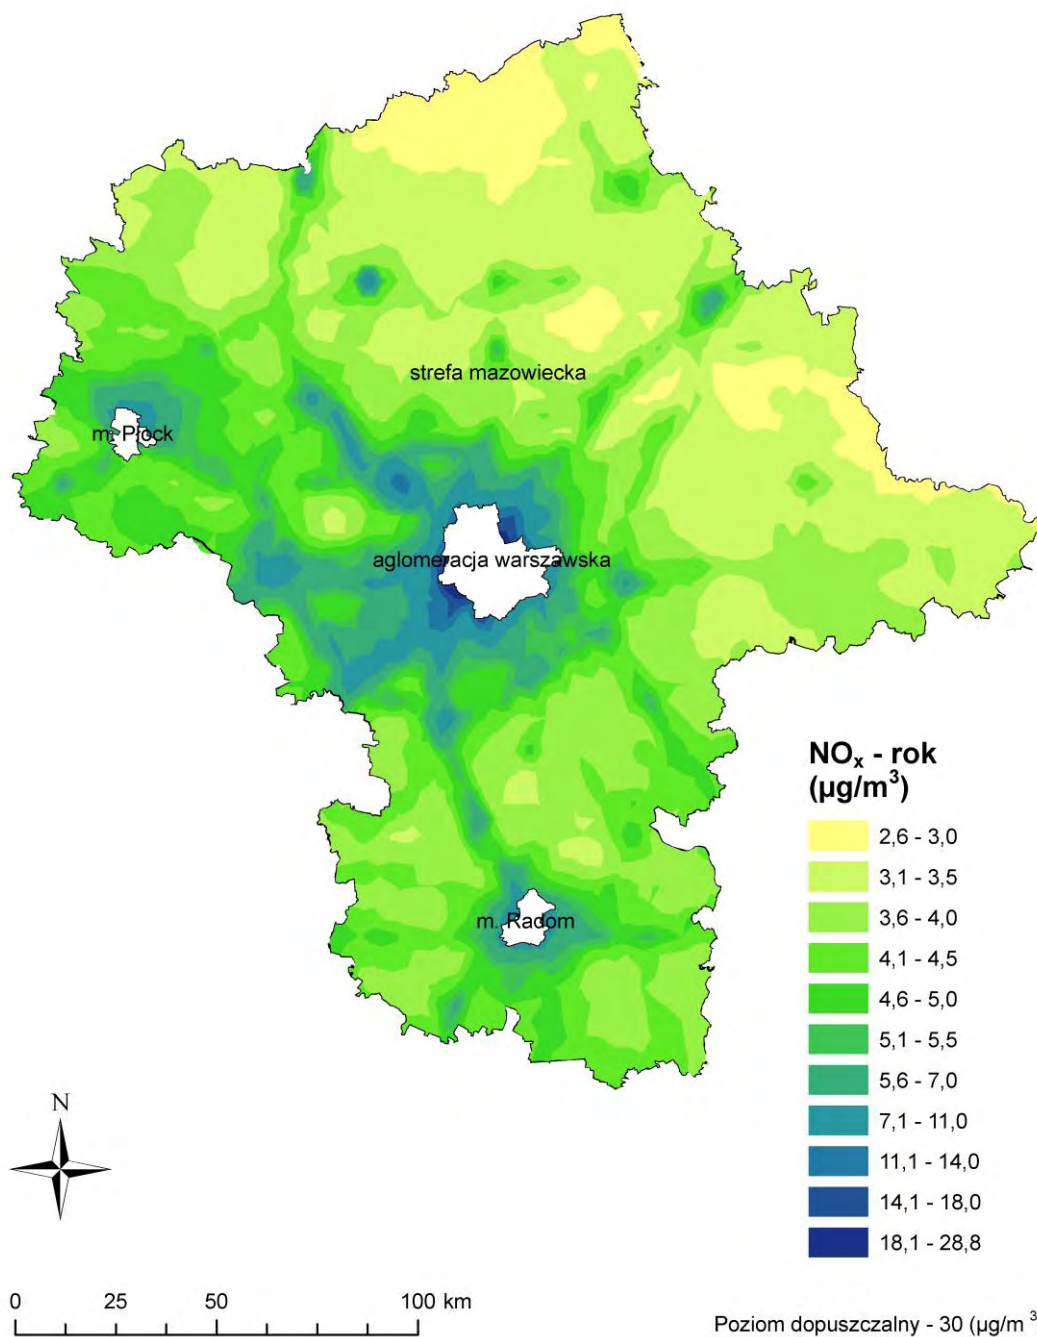 strefa mazowiecka
m. Płock
aglomeracja warszawska
m. Radom
NOₓ - rok
(µg/m³)
2,6 - 3,0
3,1 - 3,5
3,6 - 4,0
4,1 - 4,5
4,6 - 5,0
5,1 - 5,5
5,6 - 7,0
7,1 - 11,0
11,1 - 14,0
14,1 - 18,0
18,1 - 28,8
N
0 25 50 100 km
Poziom dopuszczalny - 30 (µg/m³